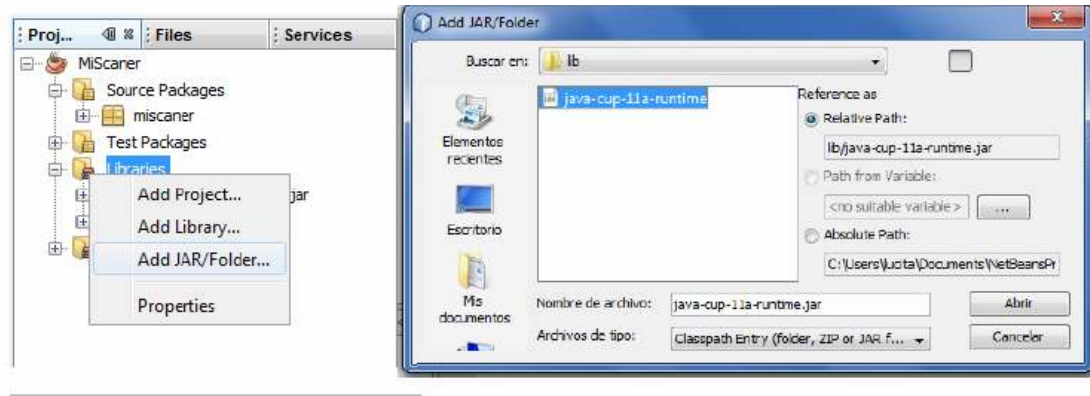 Proj...
Files
Services
MiScaner
Source Packages
miscaner
Test Packages
Libraries
jar
Add Project...
Add Library...
Add JAR/Folder...
Properties
Add JAR/Folder
Buscar en:
lib
java-cup-11a-runtime
Elementos
recientes
Escritorio
Mis
documentos
Reference as
Relative Path:
lib/java-cup-11a-runtime.jar
Path from Variable:
<no suitable variable>
...
Absolute Path:
C:\Users\lucita\Documents\NetBeansPr
Nombre de archivo:
java-cup-11a-runtime.jar
Abrir
Archivos de tipo:
Classpath Entry (folder, ZIP or JAR f...
Cancelar